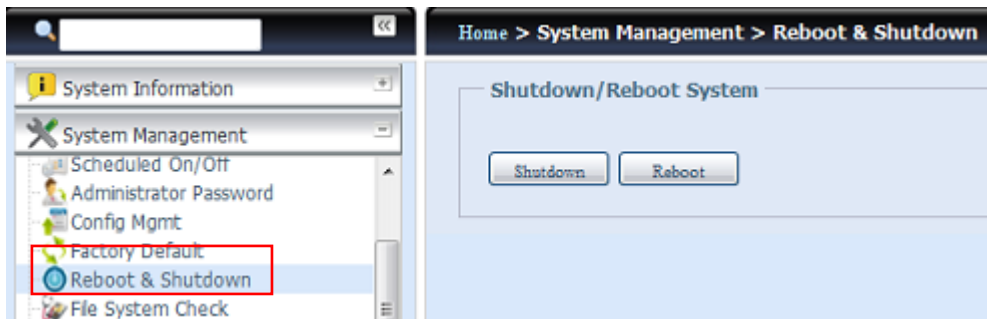 Home > System Management > Reboot & Shutdown
System Information
System Management
Scheduled On/Off
Administrator Password
Config Mgmt
Factory Default
Reboot & Shutdown
File System Check
Shutdown/Reboot System
Shutdown Reboot